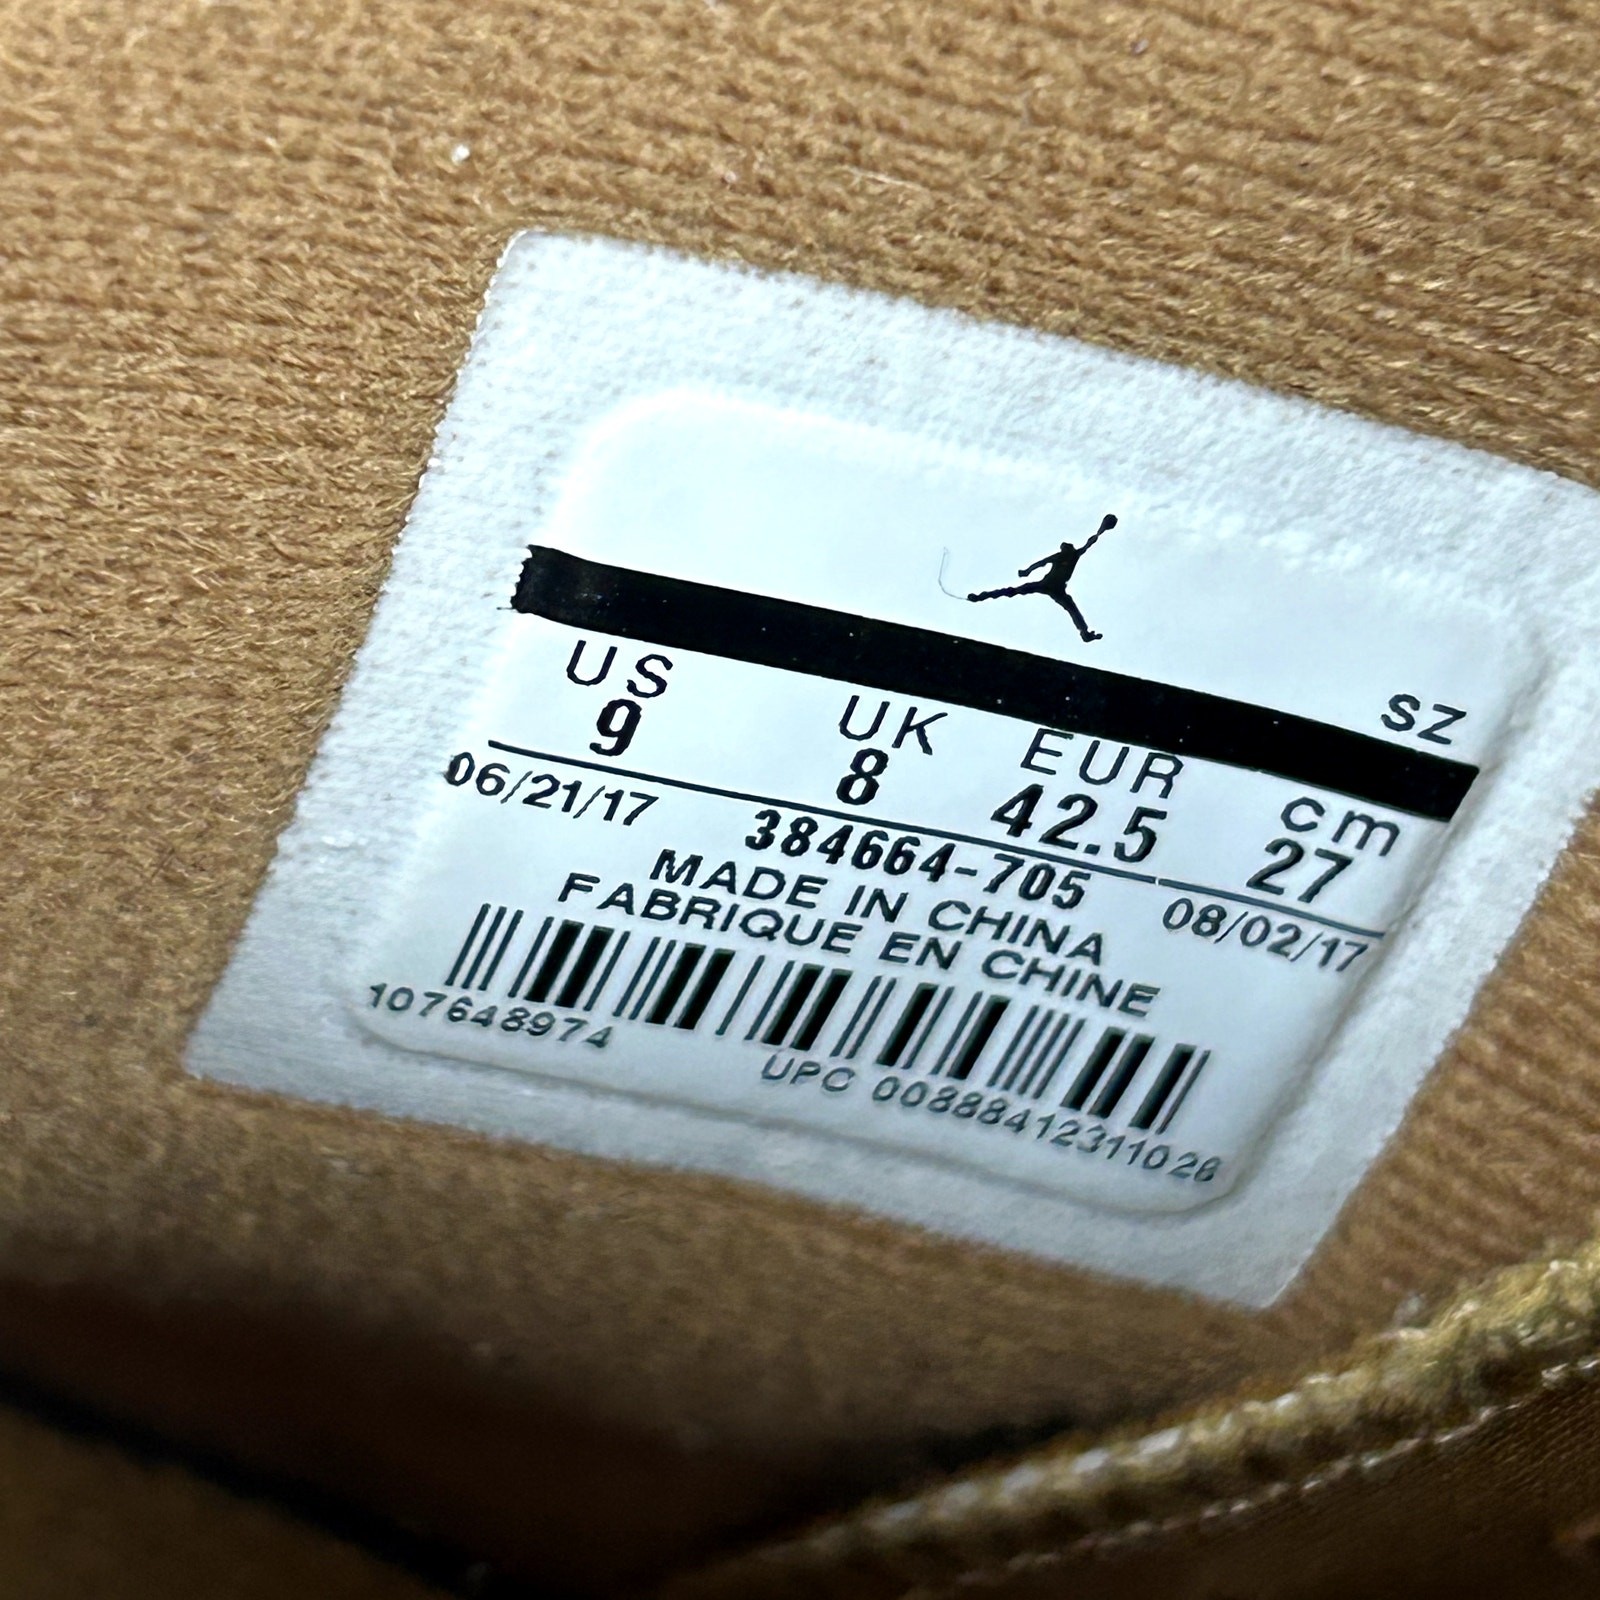 SZ
US UK EUR cm
9 8 42.5 27
06/21/17 384664-705 08/02/17
MADE IN CHINA
FABRIQUE EN CHINE
107648974
UPC 00888412311026